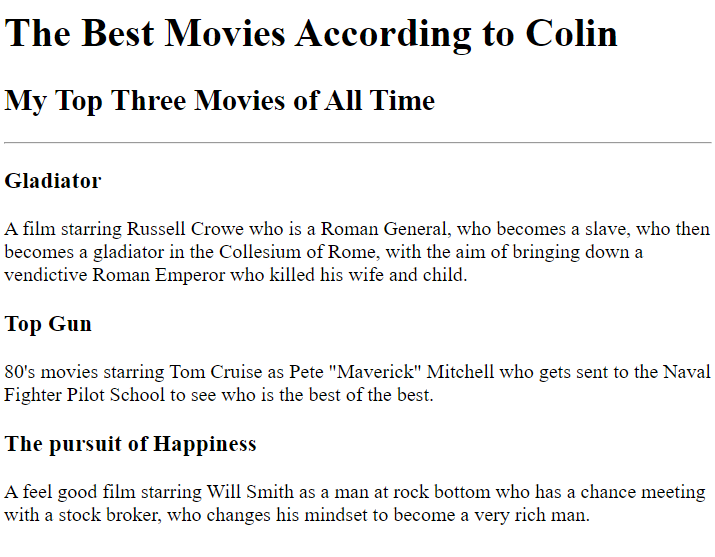 The Best Movies According to Colin
My Top Three Movies of All Time
Gladiator
A film starring Russell Crowe who is a Roman General, who becomes a slave, who then
becomes a gladiator in the Collesium of Rome, with the aim of bringing down a
vendictive Roman Emperor who killed his wife and child.
Top Gun
80's movies starring Tom Cruise as Pete "Maverick" Mitchell who gets sent to the Naval
Fighter Pilot School to see who is the best of the best.
The pursuit of Happiness
A feel good film starring Will Smith as a man at rock bottom who has a chance meeting
with a stock broker, who changes his mindset to become a very rich man.